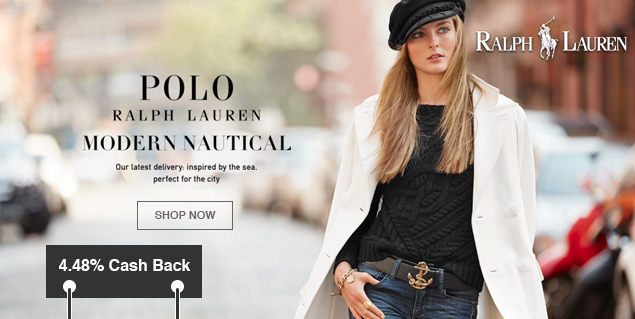 RALPH LAUREN
POLO
RALPH LAUREN
MODERN NAUTICAL
Our latest delivery: inspired by the sea,
perfect for the city
SHOP NOW
4.48% Cash Back